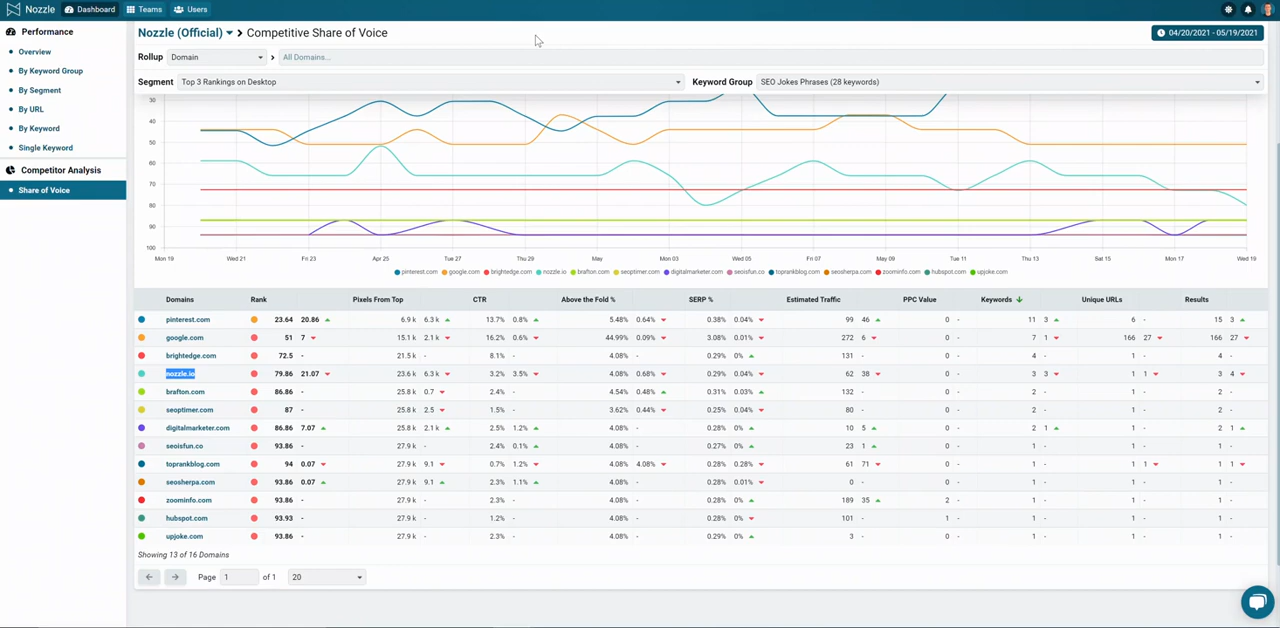 Nozzle Dashboard Teams Users
Performance
Overview
By Keyword Group
By Segment
By URL
By Keyword
Single Keyword
Competitor Analysis
Share of Voice
Nozzle (Official) > Competitive Share of Voice
04/20/2021 - 05/19/2021
Rollup Domain > All Domains...
Segment Top 3 Rankings on Desktop Keyword Group SEO Jokes Phrases (28 keywords)
30
40
50
60
70
80
90
100
Mon 19 Wed 21 Fri 23 Apr 25 Tue 27 Thu 29 May Mon 03 Wed 05 Fri 07 Apr 09 Tue 11 Thu 13 Sat 15 Mon 17 Wed 19
pinterest.com google.com brightedge.com nozzle.io brafton.com seoptimer.com digitalmarketer.com seoisfun.co toprankblog.com seosherpa.com zoominfo.com hubspot.com upjoke.com
Domains Rank Pixels From Top CTR Above the Fold % SERP % Estimated Traffic PPC Value Keywords Unique URLs Results
pinterest.com 23.64 20.86 6.9 k 6.3 k 13.7% 0.8% 5.48% 0.64% 0.38% 0.04% 99 46 0 - 11 3 6 - 15 3
google.com 51 7 15.1 k 2.1 k 16.2% 0.6% 44.99% 0.09% 3.08% 0.01% 272 6 0 - 7 1 166 27 166 27
brightedge.com 72.5 - 21.5 k - 8.1% - 4.08% - 0.29% 0% 131 - 0 - 4 - 1 - 4 -
nozzle.io 79.86 21.07 23.6 k 6.3 k 3.2% 3.5% 4.08% 0.68% 0.29% 0.04% 62 38 0 - 3 3 1 1 3 4
brafton.com 86.86 - 25.8 k 0.7 2.4% - 4.54% 0.48% 0.31% 0.03% 132 - 0 - 2 - 1 - 2 -
seoptimer.com 87 - 25.8 k 2.5 1.5% - 3.62% 0.44% 0.25% 0.04% 80 - 0 - 2 - 1 - 2 -
digitalmarketer.com 86.86 7.07 25.8 k 2.1 k 2.5% 1.2% 4.08% - 0.28% 0% 10 5 0 - 2 1 1 - 2 1
seoisfun.co 93.86 - 27.9 k - 2.4% 0.1% 4.08% - 0.27% 0% 23 1 0 - 1 - 1 - 1 -
toprankblog.com 94 0.07 27.9 k 9.1 0.7% 1.2% 4.08% 4.08% 0.28% 0.28% 61 71 0 - 1 - 1 1 1 1
seosherpa.com 93.86 0.07 27.9 k 9.1 2.3% 1.1% 4.08% - 0.28% 0.01% 0 - 0 - 1 - 1 - 1 -
zoominfo.com 93.86 - 27.9 k - 2.3% - 4.08% - 0.28% 0% 189 35 2 - 1 - 1 - 1 -
hubspot.com 93.93 - 27.9 k - 1.2% - 4.08% - 0.28% 0% 101 - 1 - 1 - 1 - 1 -
upjoke.com 93.86 - 27.9 k - 2.3% - 4.08% - 0.29% 0% 3 - 0 - 1 - 1 - 1 -
Showing 13 of 16 Domains
Page 1 of 1 20